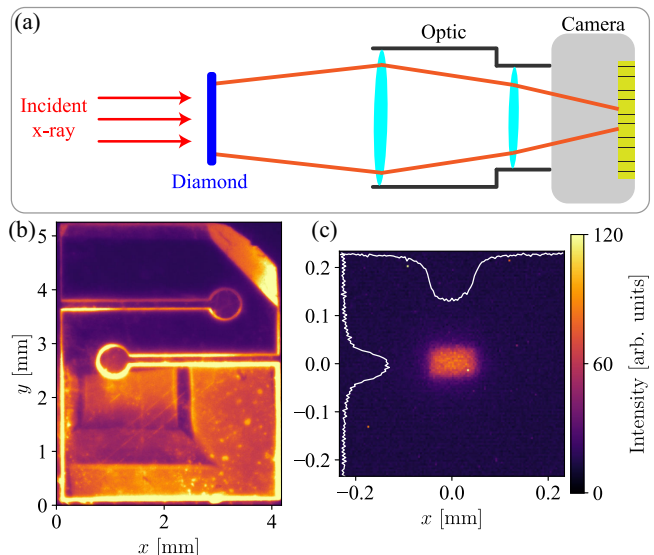 (a)
Optic
Camera
Incident
x-ray
Diamond
(b)
(c)
5
4
3
2
1
0
y [mm]
0
2
4
x [mm]
0.2
0.1
0.0
−0.1
−0.2
−0.2
0.0
0.2
x [mm]
120
60
0
Intensity [arb. units]